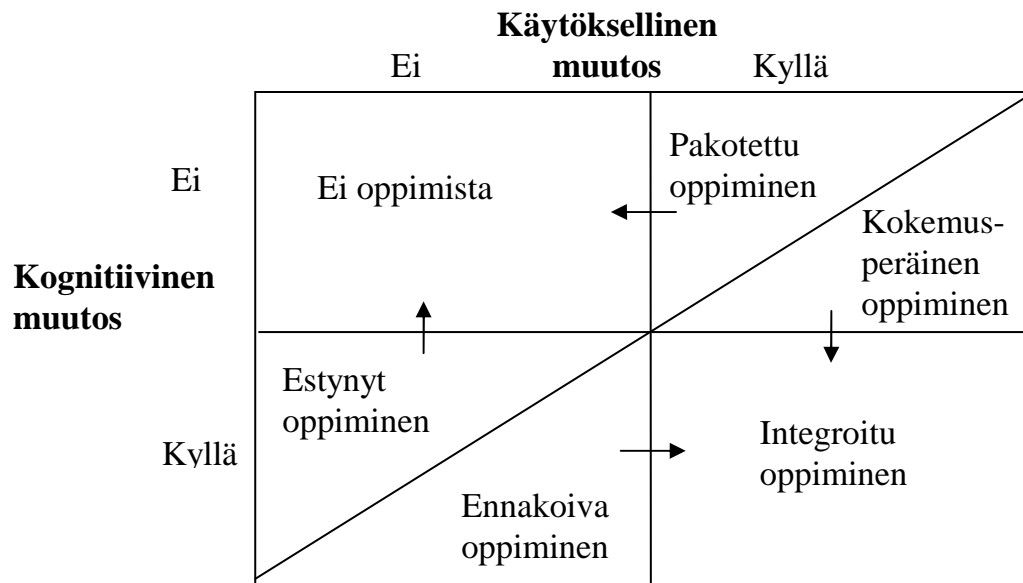 Käytöksellinen
Ei muutos Kyllä
Ei
Ei oppimista
Pakotettu
oppiminen
Kokemus-
peräinen
oppiminen
Kognitiivinen
muutos
Estynyt
oppiminen
Kyllä
Integroitu
oppiminen
Ennakoiva
oppiminen